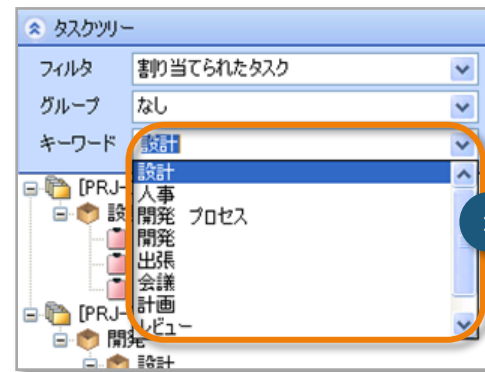 タスクツリー
フィルタ 割り当てられたタスク
グループ なし
キーワード 設計
設計
人事
開発 プロセス
開発
出張
会議
計画
レビュー
[PRJ-
設
[PRJ-
開発
設計